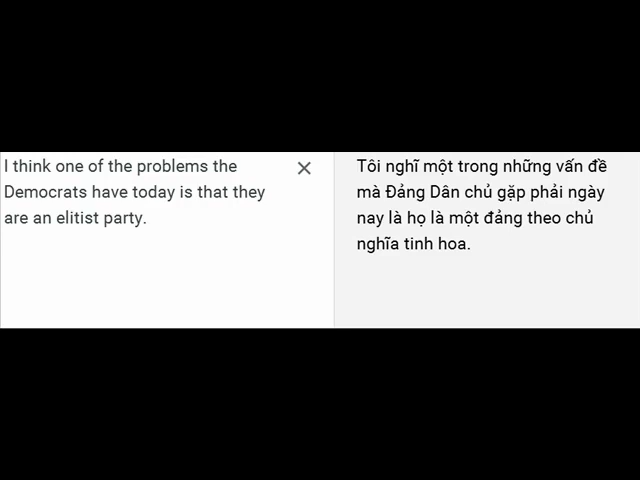 I think one of the problems the
Democrats have today is that they
are an elitist party.
Tôi nghĩ một trong những vấn đề
mà Đảng Dân chủ gặp phải ngày
nay là họ là một đảng theo chủ
nghĩa tinh hoa.